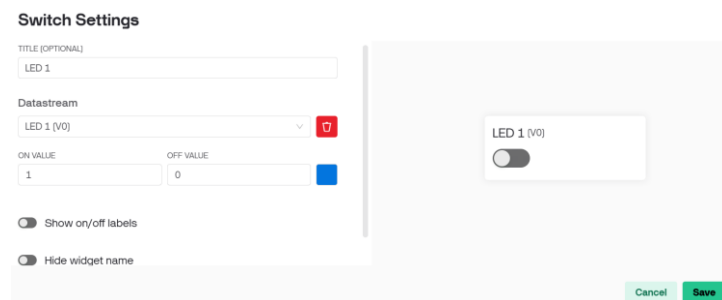 Switch Settings
TITLE (OPTIONAL)
LED 1
Datastream
LED 1 (V0)
ON VALUE OFF VALUE
1 0
Show on/off labels
Hide widget name
LED 1 (V0)
Cancel Save